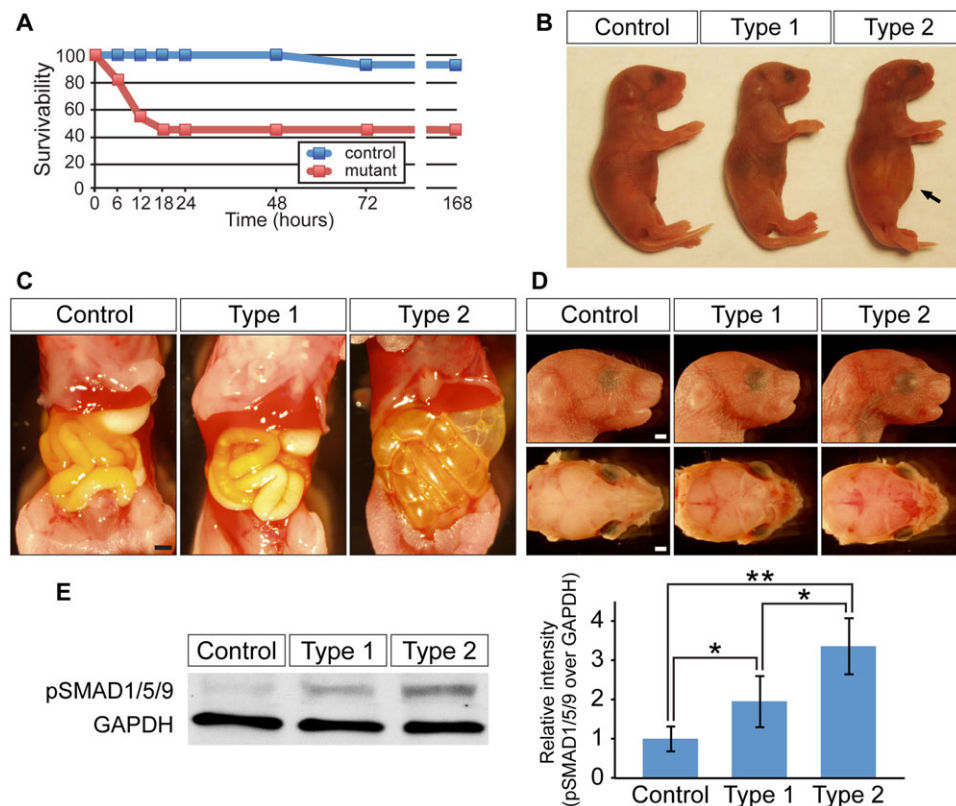 A
Survivability
100
80
60
40
20
0
control
mutant
0 6 12 18 24 48 72 168
Time (hours)
B
Control Type 1 Type 2
C
Control Type 1 Type 2
D
Control Type 1 Type 2
E
Control Type 1 Type 2
pSMAD1/5/9
GAPDH
Relative intensity
(pSMAD1/5/9 over GAPDH)
4
3
2
1
0
**
*
*
Control Type 1 Type 2